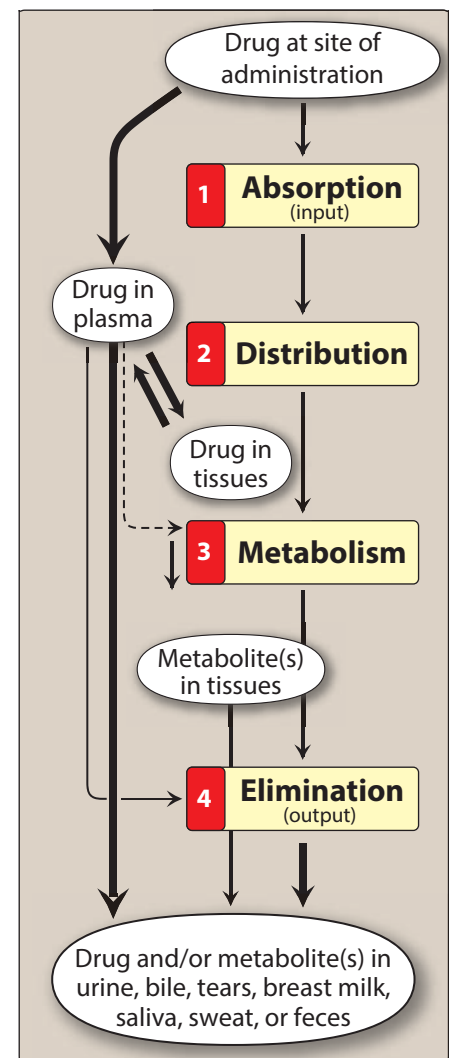 Drug at site of
administration
1 Absorption
(input)
Drug in
plasma
2 Distribution
Drug in
tissues
3 Metabolism
Metabolite(s)
in tissues
4 Elimination
(output)
Drug and/or metabolite(s) in
urine, bile, tears, breast milk,
saliva, sweat, or feces